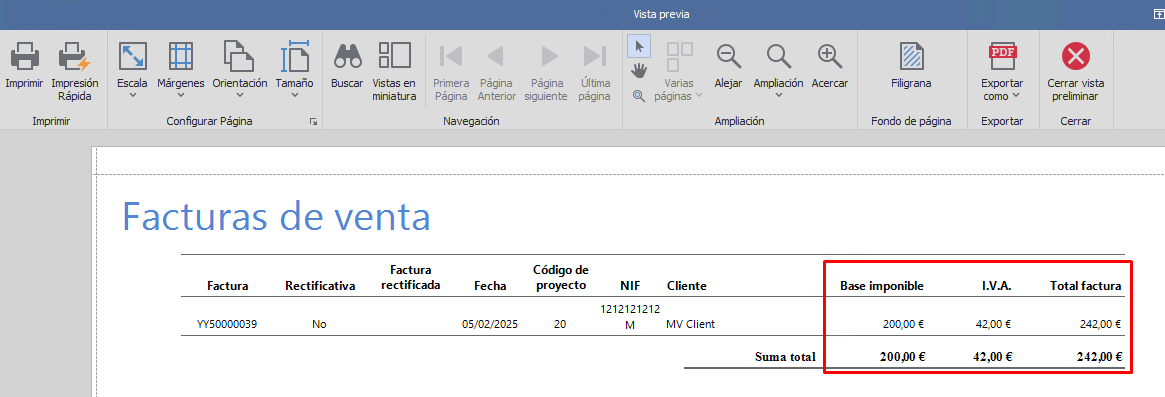 Vista previa
Imprimir Impresión Rápida Escala Márgenes Orientación Tamaño Buscar Vistas en miniatura Primera Página Página Anterior Página siguiente Última página Varias páginas Alejar Ampliación Acercar Filigrana PDF Exportar como Cerrar vista preliminar
Imprimir Configurar Página Navegación Ampliación Fondo de página Exportar Cerrar
Facturas de venta
Factura Rectificativa Factura rectificada Fecha Código de proyecto NIF Cliente Base imponible I.V.A. Total factura
YY50000039 No 05/02/2025 20 1212121212M MV Client 200,00 € 42,00 € 242,00 €
Suma total 200,00 € 42,00 € 242,00 €